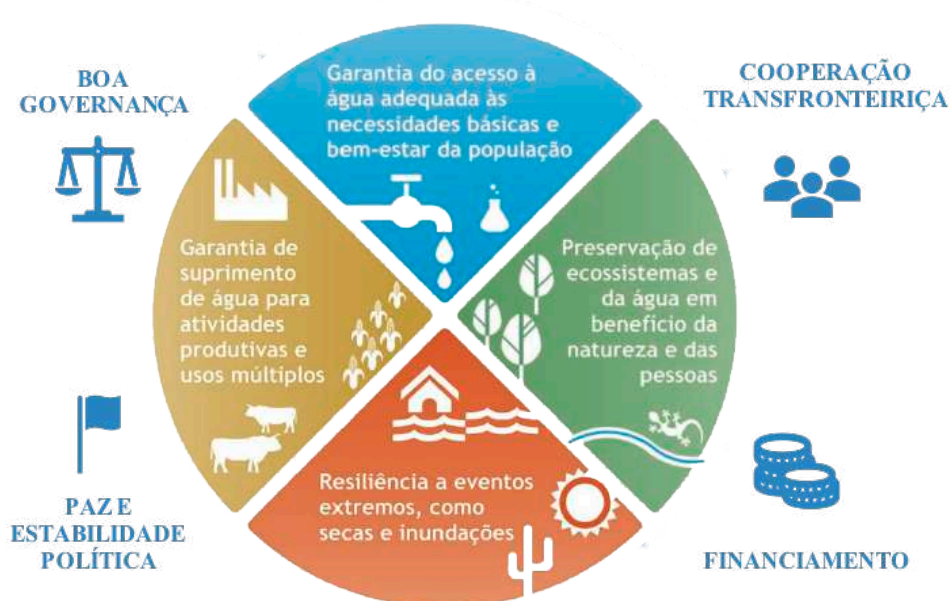 BOA
GOVERNANÇA
Garantia do acesso à
água adequada às
necessidades básicas e
bem-estar da população
COOPERAÇÃO
TRANSFRONTEIRIÇA
Garantia de
suprimento
de água para
atividades
produtivas e
usos múltiplos
Preservação de
ecossistemas e
da água em
benefício da
natureza e das
pessoas
PAZ E
ESTABILIDADE
POLÍTICA
Resiliência a eventos
extremos, como
secas e inundações
FINANCIAMENTO